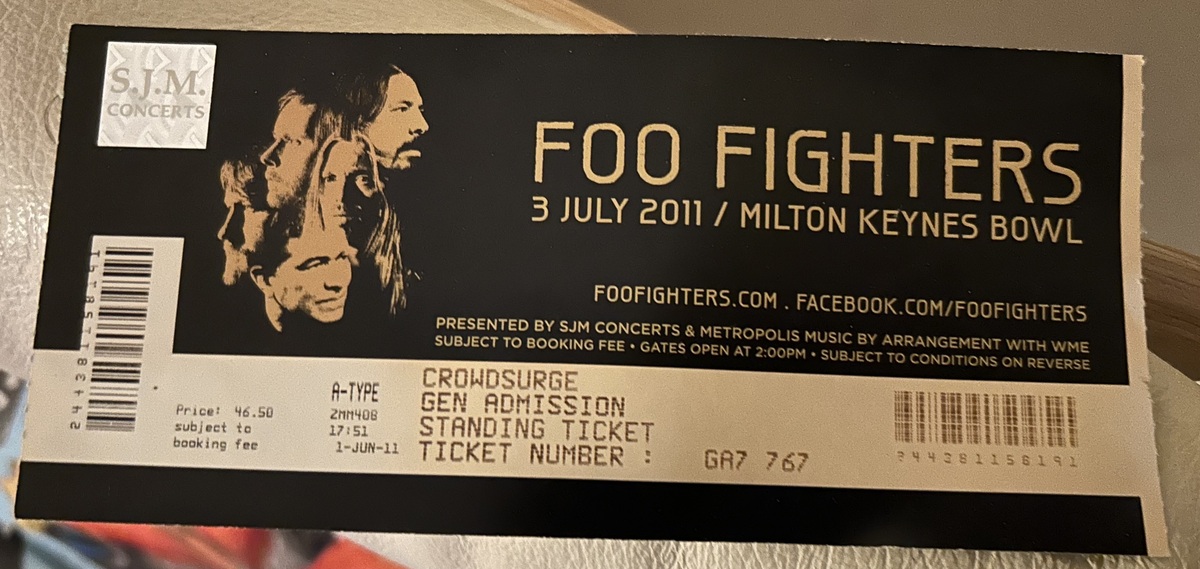 S.J.M.
CONCERTS
FOO FIGHTERS
3 JULY 2011 / MILTON KEYNES BOWL
FOOFIGHTERS.COM . FACEBOOK.COM/FOOFIGHTERS
PRESENTED BY SJM CONCERTS & METROPOLIS MUSIC BY ARRANGEMENT WITH WME
SUBJECT TO BOOKING FEE • GATES OPEN AT 2:00PM • SUBJECT TO CONDITIONS ON REVERSE
Price: 46.50
subject to
booking fee
A-TYPE
2MM408
17:51
1-JUN-11
CROWDSURGE
GEN ADMISSION
STANDING TICKET
TICKET NUMBER : GA7 767